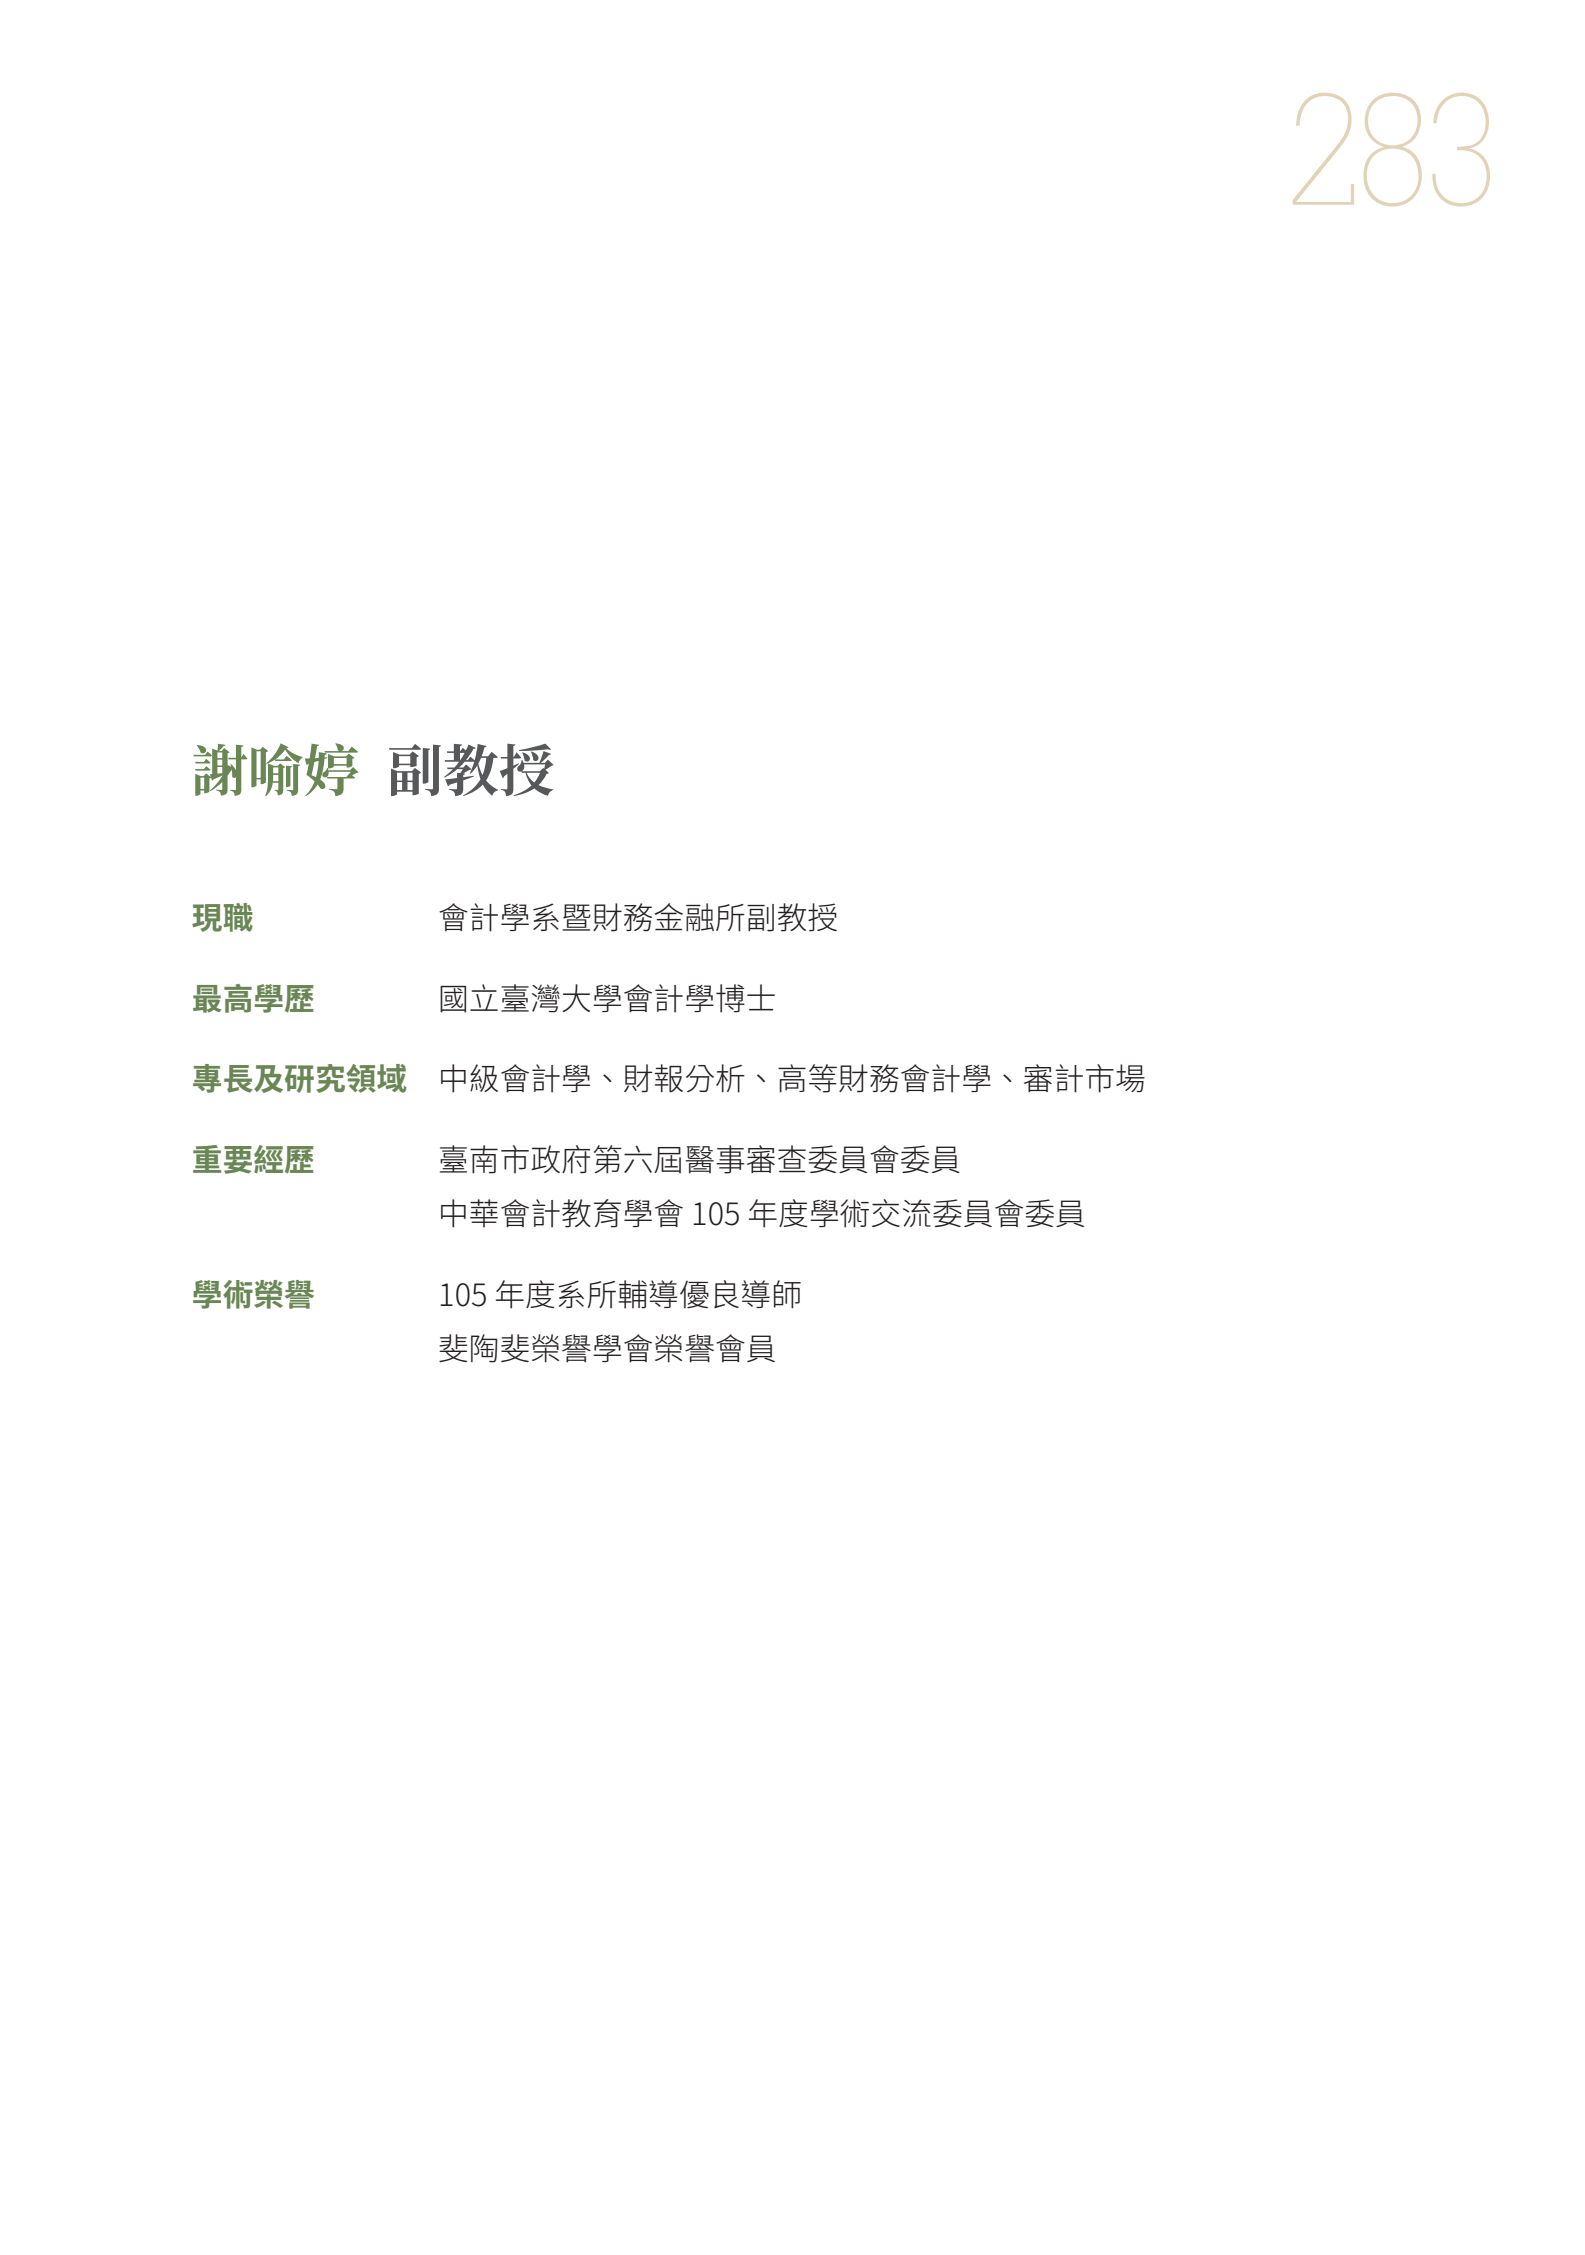 283
謝喻婷 副教授
現職 會計學系暨財務金融所副教授
最高學歷 國立臺灣大學會計學博士
專長及研究領域 中級會計學、財報分析、高等財務會計學、審計市場
重要經歷 臺南市政府第六屆醫事審查委員會委員
中華會計教育學會 105 年度學術交流委員會委員
學術榮譽 105 年度系所輔導優良導師
斐陶斐榮譽學會榮譽會員